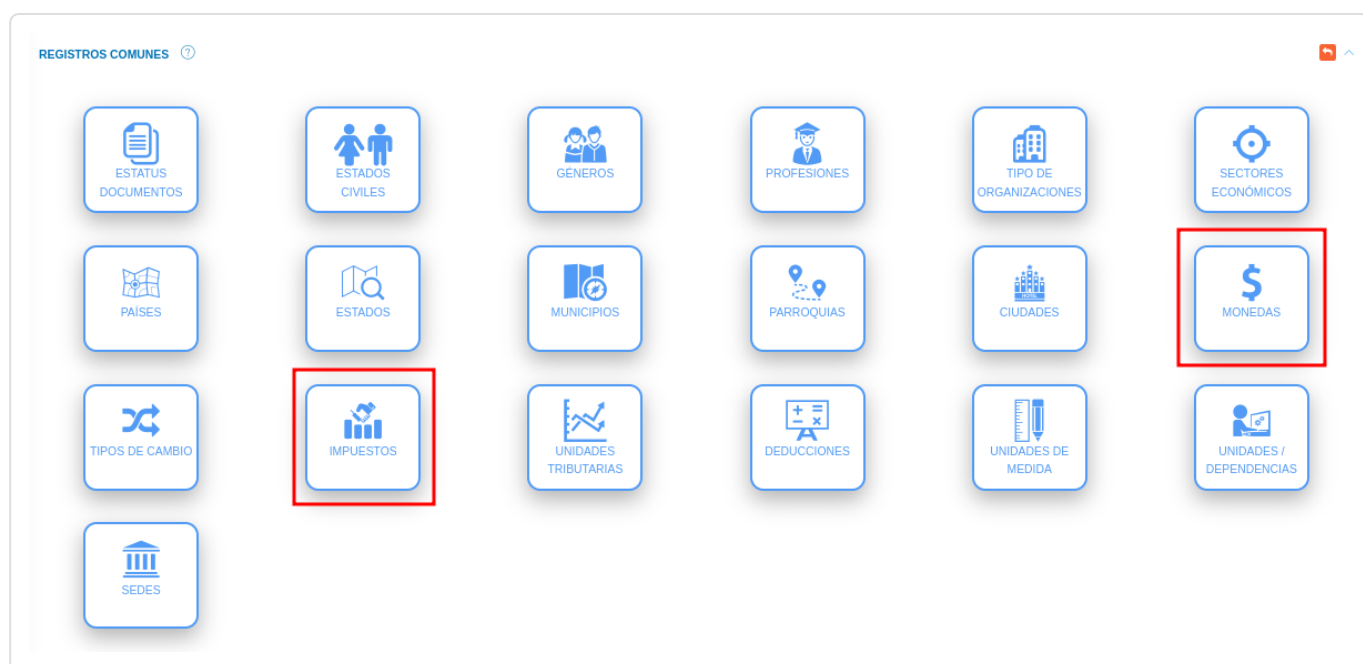 REGISTROS COMUNES ?
ESTATUS
DOCUMENTOS
ESTADOS
CIVILES
GÉNEROS
PROFESIONES
TIPO DE
ORGANIZACIONES
SECTORES
ECONÓMICOS
PAÍSES
ESTADOS
MUNICIPIOS
PARROQUIAS
HOTEL
CIUDADES
$
MONEDAS
TIPOS DE CAMBIO
IMPUESTOS
UNIDADES
TRIBUTARIAS
DEDUCCIONES
UNIDADES DE
MEDIDA
UNIDADES /
DEPENDENCIAS
SEDES